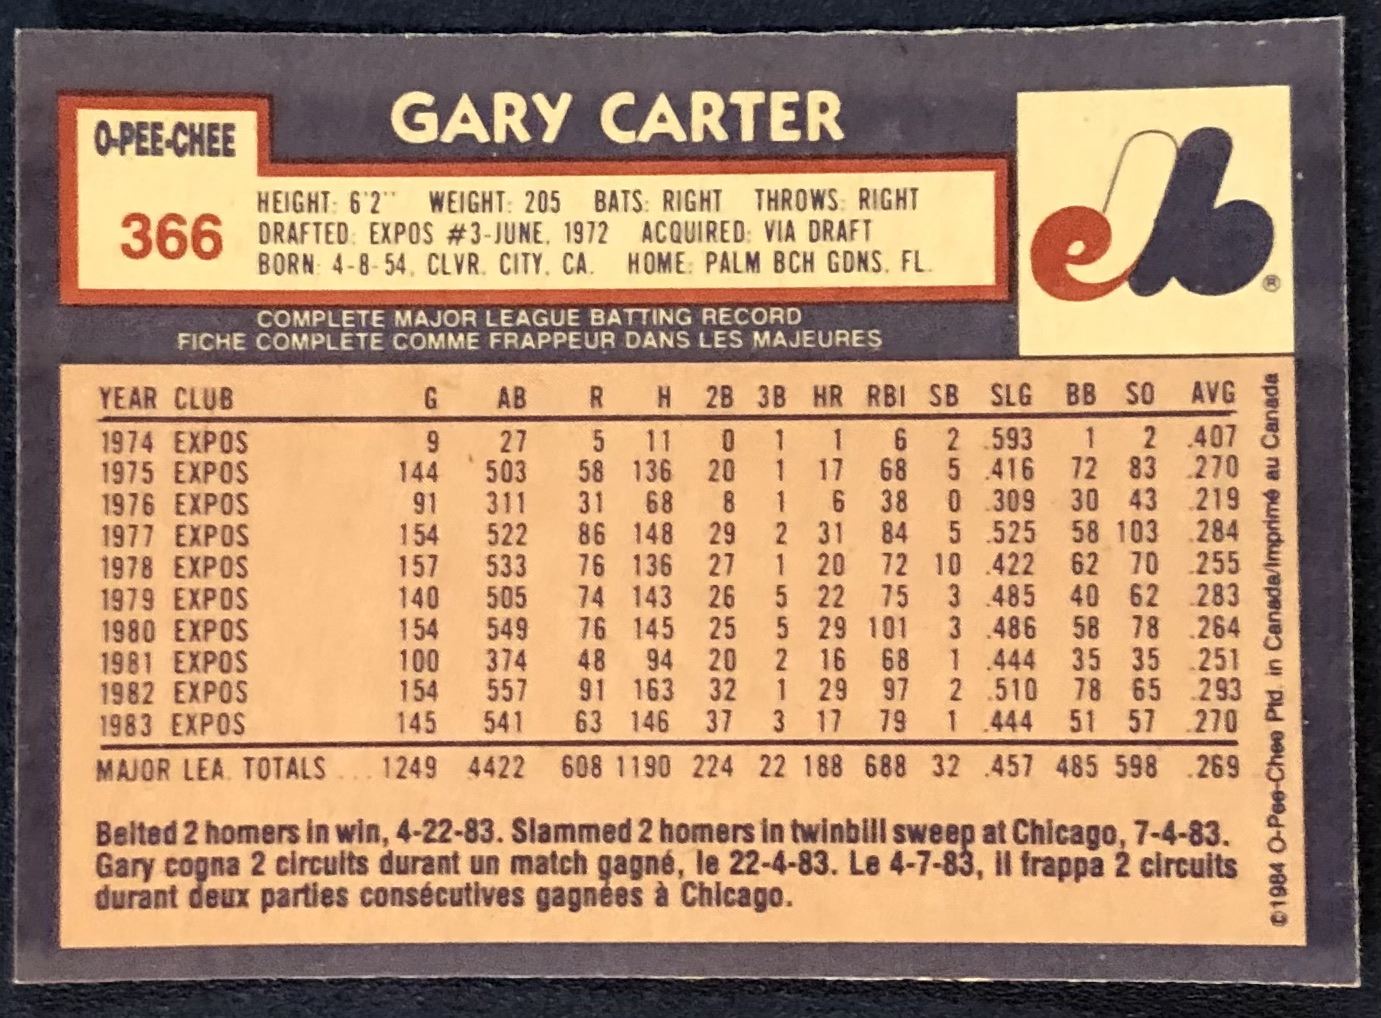 GARY CARTER
O-PEE-CHEE
366
HEIGHT: 6'2" WEIGHT: 205 BATS: RIGHT THROWS: RIGHT
DRAFTED: EXPOS #3-JUNE, 1972 ACQUIRED: VIA DRAFT
BORN: 4-8-54, CLVR. CITY, CA. HOME: PALM BCH GDNS, FL.
eb
®
COMPLETE MAJOR LEAGUE BATTING RECORD
FICHE COMPLÈTE COMME FRAPPEUR DANS LES MAJEURES
YEAR CLUB G AB R H 2B 3B HR RBI SB SLG BB SO AVG
1974 EXPOS 9 27 5 11 0 1 1 6 2 .593 1 2 .407
1975 EXPOS 144 503 58 136 20 1 17 68 5 .416 72 83 .270
1976 EXPOS 91 311 31 68 8 1 6 38 0 .309 30 43 .219
1977 EXPOS 154 522 86 148 29 2 31 84 5 .525 58 103 .284
1978 EXPOS 157 533 76 136 27 1 20 72 10 .422 62 70 .255
1979 EXPOS 140 505 74 143 26 5 22 75 3 .485 40 62 .283
1980 EXPOS 154 549 76 145 25 5 29 101 3 .486 58 78 .264
1981 EXPOS 100 374 48 94 20 2 16 68 1 .444 35 35 .251
1982 EXPOS 154 557 91 163 32 1 29 97 2 .510 78 65 .293
1983 EXPOS 145 541 63 146 37 3 17 79 1 .444 51 57 .270
MAJOR LEA. TOTALS ... 1249 4422 608 1190 224 22 188 688 32 .457 485 598 .269
Belted 2 homers in win, 4-22-83. Slammed 2 homers in twinbill sweep at Chicago, 7-4-83.
Gary cogna 2 circuits durant un match gagné, le 22-4-83. Le 4-7-83, il frappa 2 circuits
durant deux parties consécutives gagnées à Chicago.
©1984 O-Pee-Chee Ptd. in Canada/Imprimé au Canada